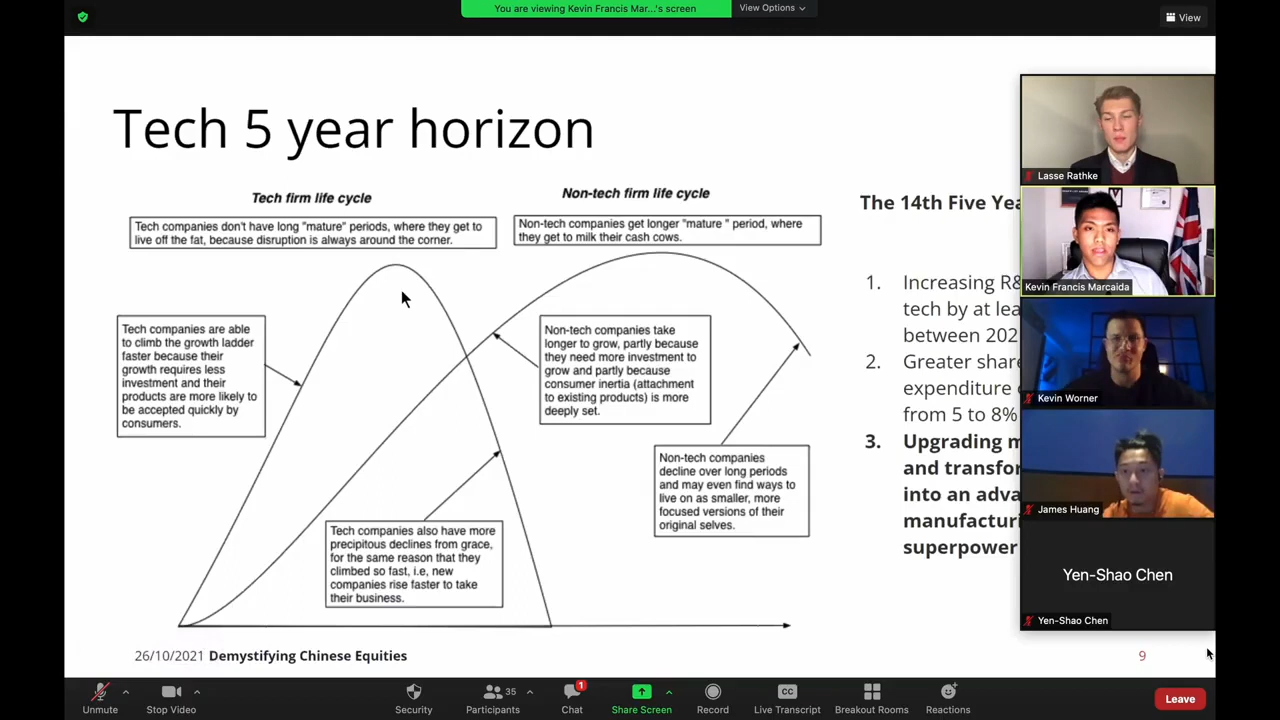 You are viewing Kevin Francis Mar...'s screen
View Options
View
Tech 5 year horizon
Tech firm life cycle
Non-tech firm life cycle
Tech companies don't have long "mature" periods, where they get to
live off the fat, because disruption is always around the corner.
Non-tech companies get longer "mature " period, where
they get to milk their cash cows.
Tech companies are able
to climb the growth ladder
faster because their
growth requires less
investment and their
products are more likely to
be accepted quickly by
consumers.
Non-tech companies take
longer to grow, partly because
they need more investment to
grow and partly because
consumer inertia (attachment
to existing products) is more
deeply set.
Non-tech companies
decline over long periods
and may even find ways to
live on as smaller, more
focused versions of their
original selves.
Tech companies also have more
precipitous declines from grace,
for the same reason that they
climbed so fast, i.e, new
companies rise faster to take
their business.
The 14th Five
1. Increasing
tech by at lea
between
2. Greater
expenditure
from 5 to 8%
3. Upgrading
and
into an
superpower
26/10/2021 Demystifying Chinese Equities
9
Lasse Rathke
Kevin Francis Marcaida
Kevin Worner
James Huang
Yen-Shao Chen
Yen-Shao Chen
Unmute
Stop Video
Security
35
Participants
1
Chat
Share Screen
Record
CC
Live Transcript
Breakout Rooms
Reactions
Leave